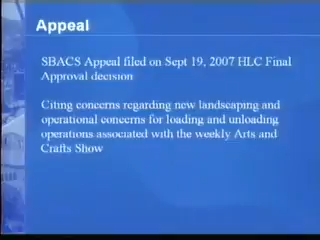 Appeal
SBACS Appeal filed on Sept 19, 2007 HLC Final
Approval decision
Citing concerns regarding new landscaping and
operational concerns for loading and unloading
operations associated with the weekly Arts and
Crafts Show